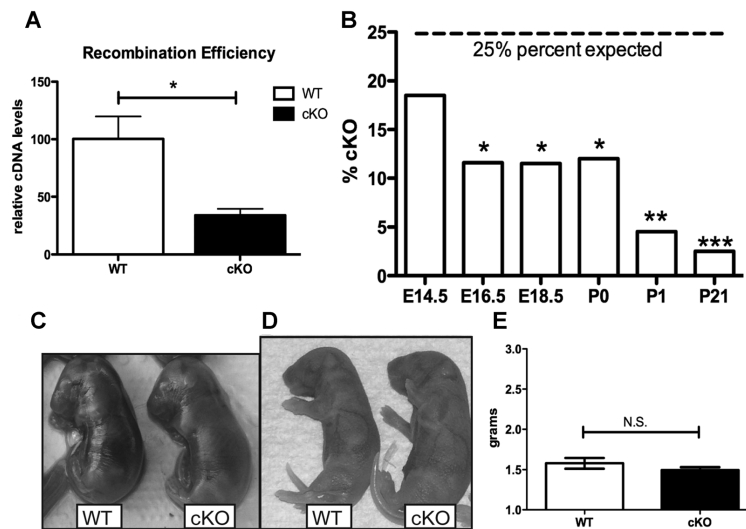 A
Recombination Efficiency
relative cDNA levels
150
100
50
0
*
WT
cKO
WT
cKO
B
% cKO
25
20
15
10
5
0
25% percent expected
*
*
*
**
***
E14.5 E16.5 E18.5 P0 P1 P21
C
WT
cKO
D
WT
cKO
E
grams
3.0
2.5
2.0
1.5
1.0
N.S.
WT
cKO